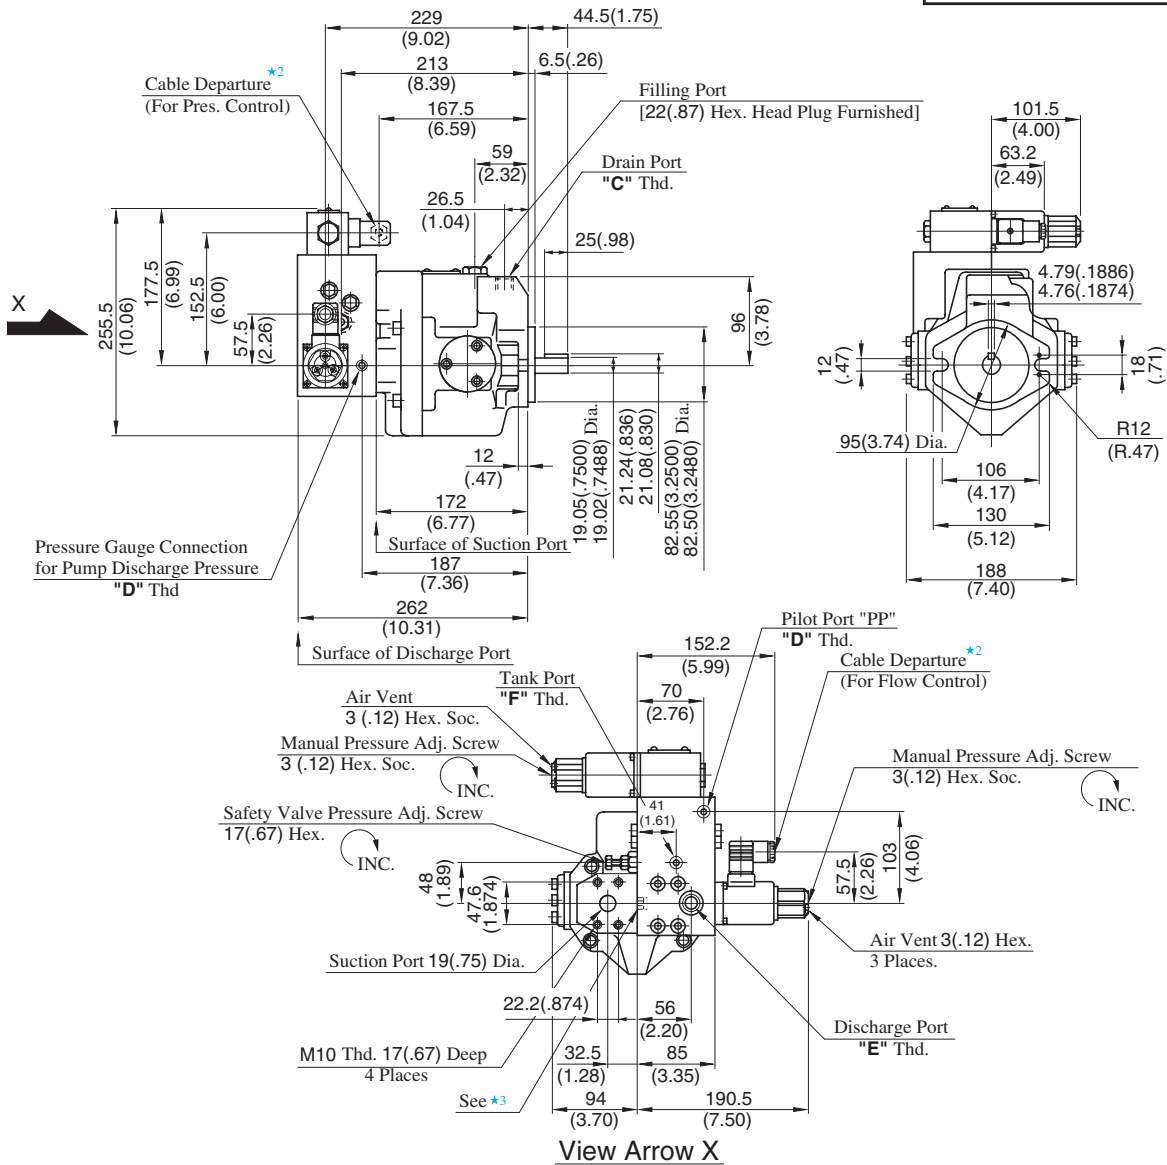 229
(9.02)
44.5(1.75)
213
(8.39)
6.5(.26)
Cable Departure ★2
(For Pres. Control)
167.5
(6.59)
Filling Port
[22(.87) Hex. Head Plug Furnished]
59
(2.32)
Drain Port
"C" Thd.
26.5
(1.04)
25(.98)
101.5
(4.00)
63.2
(2.49)
X
255.5
(10.06)
177.5
(6.99)
152.5
(6.00)
57.5
(2.26)
96
(3.78)
4.79(.1886)
4.76(.1874)
12
(.47)
18
(.71)
95(3.74) Dia.
R12
(R.47)
106
(4.17)
130
(5.12)
188
(7.40)
12
(.47)
172
(6.77)
19.05(.7500) Dia.
19.02(.7488)
21.24(.836)
21.08(.830)
82.55(3.2500) Dia.
82.50(3.2480)
Surface of Suction Port
Pressure Gauge Connection
for Pump Discharge Pressure
"D" Thd
187
(7.36)
262
(10.31)
Surface of Discharge Port
Pilot Port "PP"
"D" Thd.
152.2
(5.99)
Cable Departure ★2
(For Flow Control)
Tank Port
"F" Thd.
70
(2.76)
Air Vent
3 (.12) Hex. Soc.
Manual Pressure Adj. Screw
3 (.12) Hex. Soc.
INC.
Manual Pressure Adj. Screw
3(.12) Hex. Soc.
INC.
Safety Valve Pressure Adj. Screw
17(.67) Hex.
INC.
41
(1.61)
48
(1.89)
47.6
(1.874)
57.5
(2.26)
103
(4.06)
Air Vent 3(.12) Hex.
3 Places.
Suction Port 19(.75) Dia.
22.2(.874)
56
(2.20)
Discharge Port
"E" Thd.
M10 Thd. 17(.67) Deep
4 Places
32.5
(1.28)
85
(3.35)
See ★3
94
(3.70)
190.5
(7.50)
View Arrow X